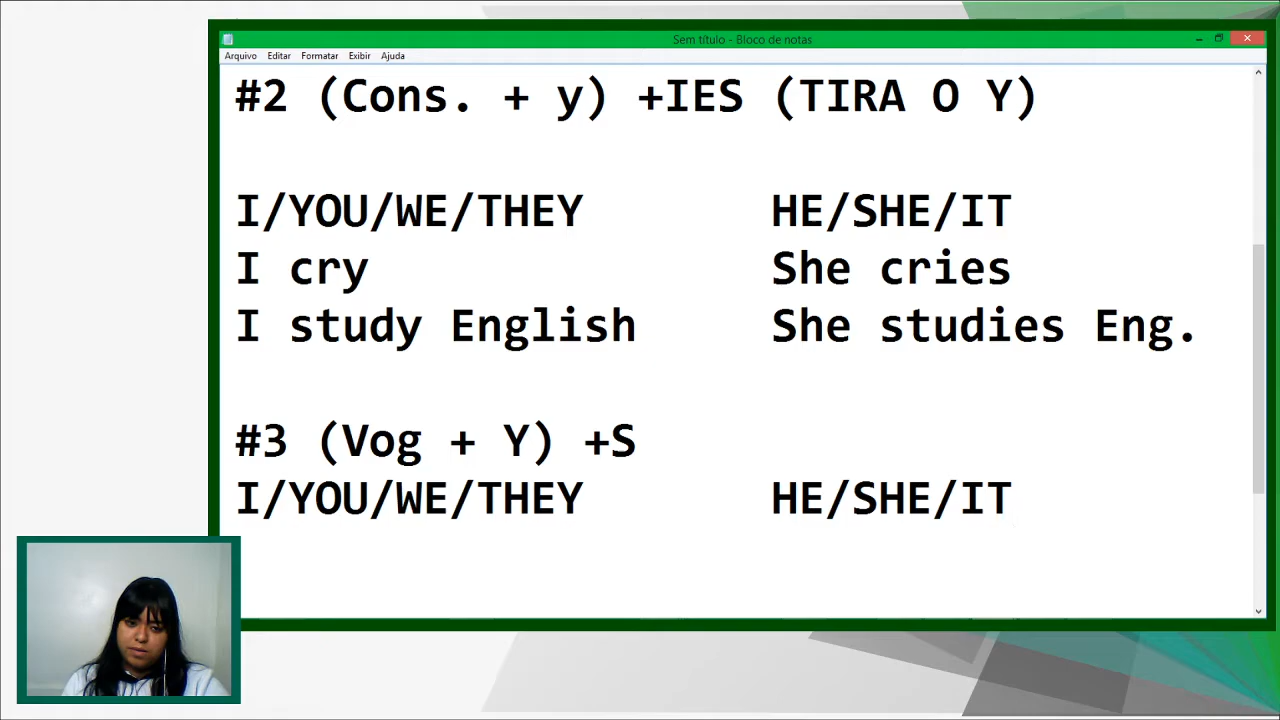 Sem título - Bloco de notas
Arquivo Editar Formatar Exibir Ajuda
#2 (Cons. + y) +IES (TIRA O Y)
I/YOU/WE/THEY HE/SHE/IT
I cry She cries
I study English She studies Eng.
#3 (Vog + Y) +S
I/YOU/WE/THEY HE/SHE/IT